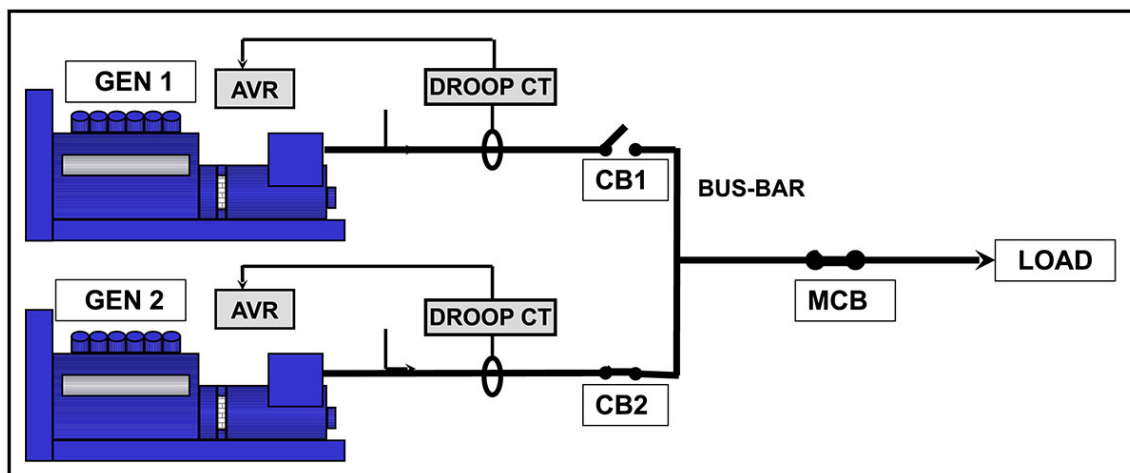 GEN 1
AVR
DROOP CT
CB1
BUS-BAR
LOAD
MCB
GEN 2
AVR
DROOP CT
CB2